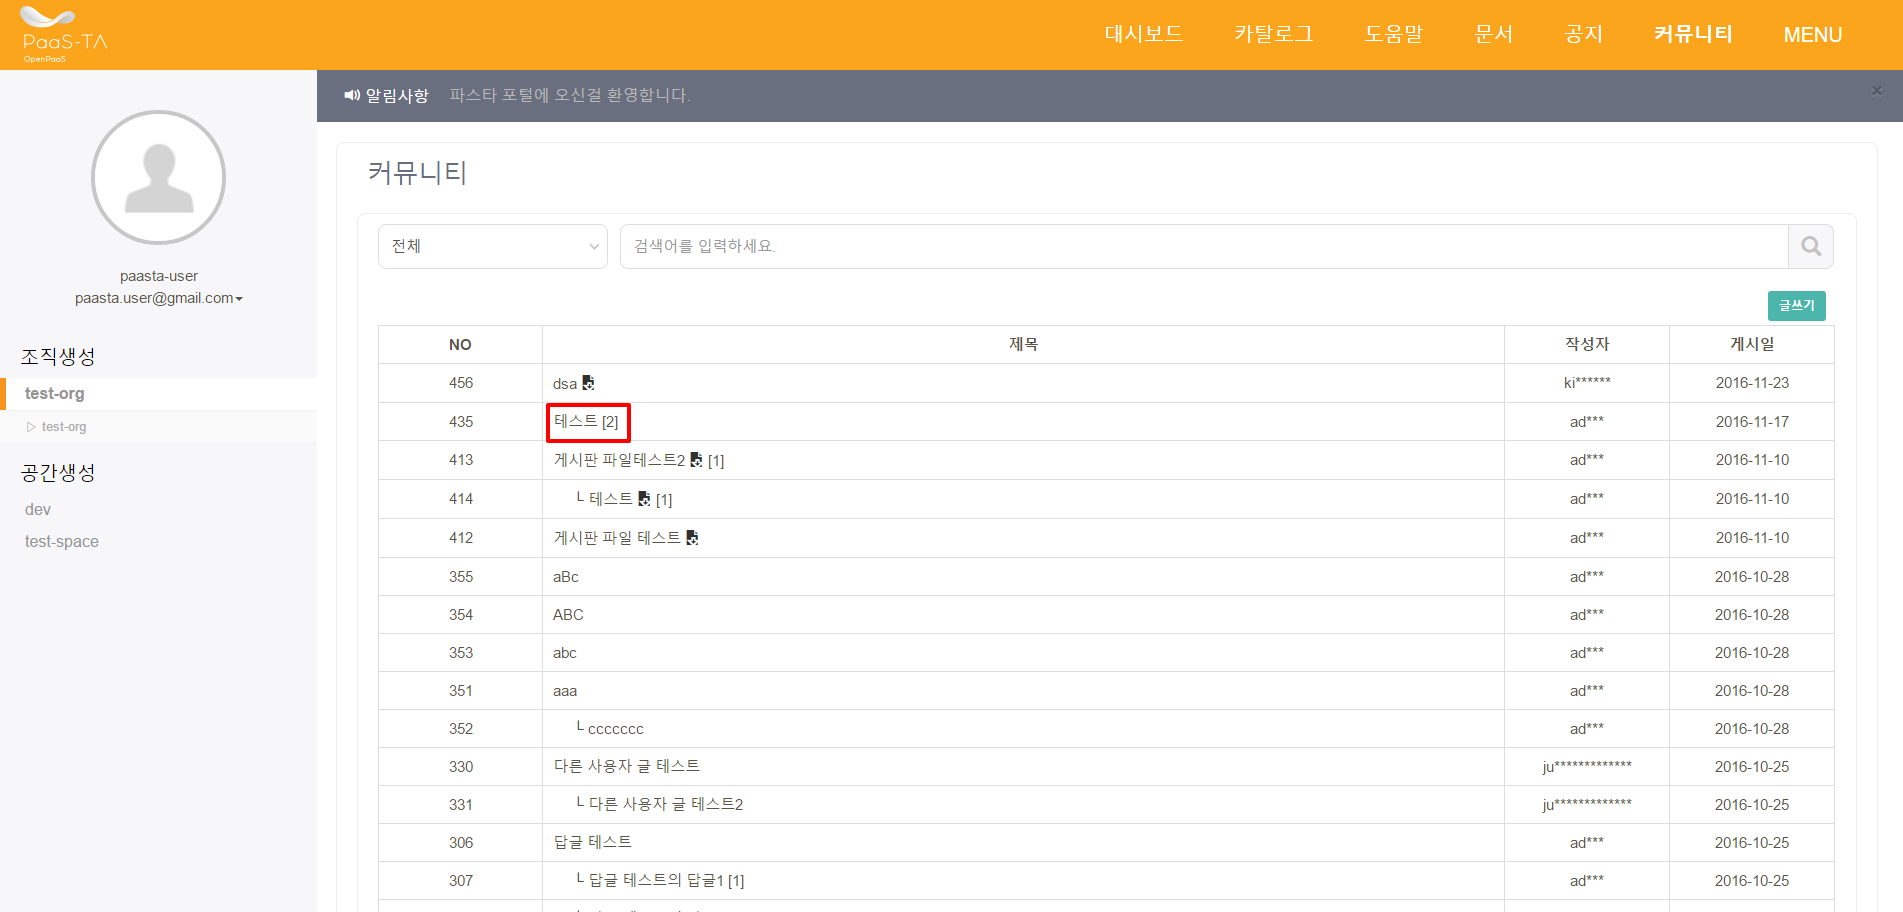 PaaS-TA
OpenPaaS
대시보드 카탈로그 도움말 문서 공지 커뮤니티 MENU
알림사항 파스타 포털에 오신걸 환영합니다. ×
paasta-user
paasta.user@gmail.com
조직생성
test-org
▷ test-org
공간생성
dev
test-space
커뮤니티
전체 검색어를 입력하세요.
글쓰기
NO 제목 작성자 게시일
456 dsa ki****** 2016-11-23
435 테스트 [2] ad*** 2016-11-17
413 게시판 파일테스트2 [1] ad*** 2016-11-10
414 └ 테스트 [1] ad*** 2016-11-10
412 게시판 파일 테스트 ad*** 2016-11-10
355 aBc ad*** 2016-10-28
354 ABC ad*** 2016-10-28
353 abc ad*** 2016-10-28
351 aaa ad*** 2016-10-28
352 └ ccccccc ad*** 2016-10-28
330 다른 사용자 글 테스트 ju************* 2016-10-25
331 └ 다른 사용자 글 테스트2 ju************* 2016-10-25
306 답글 테스트 ad*** 2016-10-25
307 └ 답글 테스트의 답글1 [1] ad*** 2016-10-25